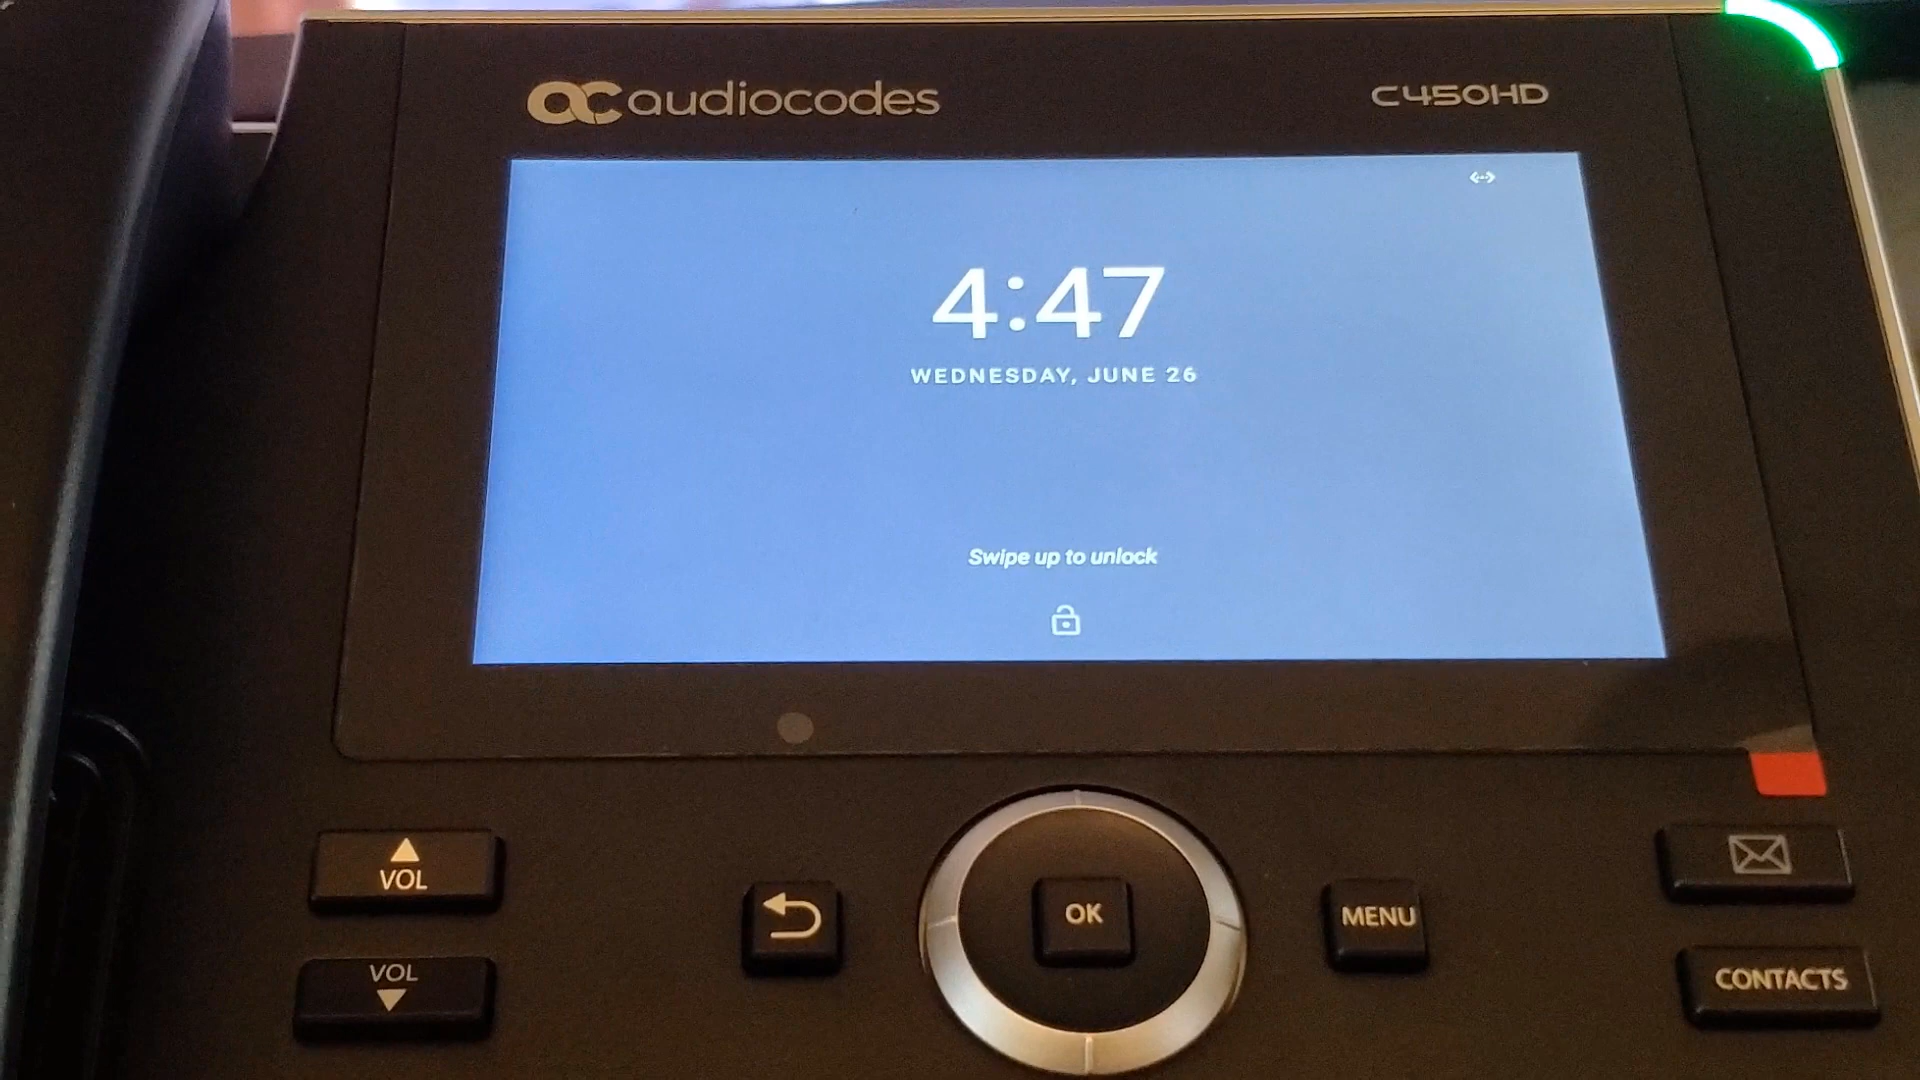 audiocodes
C450HD
4:47
WEDNESDAY, JUNE 26
Swipe up to unlock
VOL
VOL
OK
MENU
CONTACTS